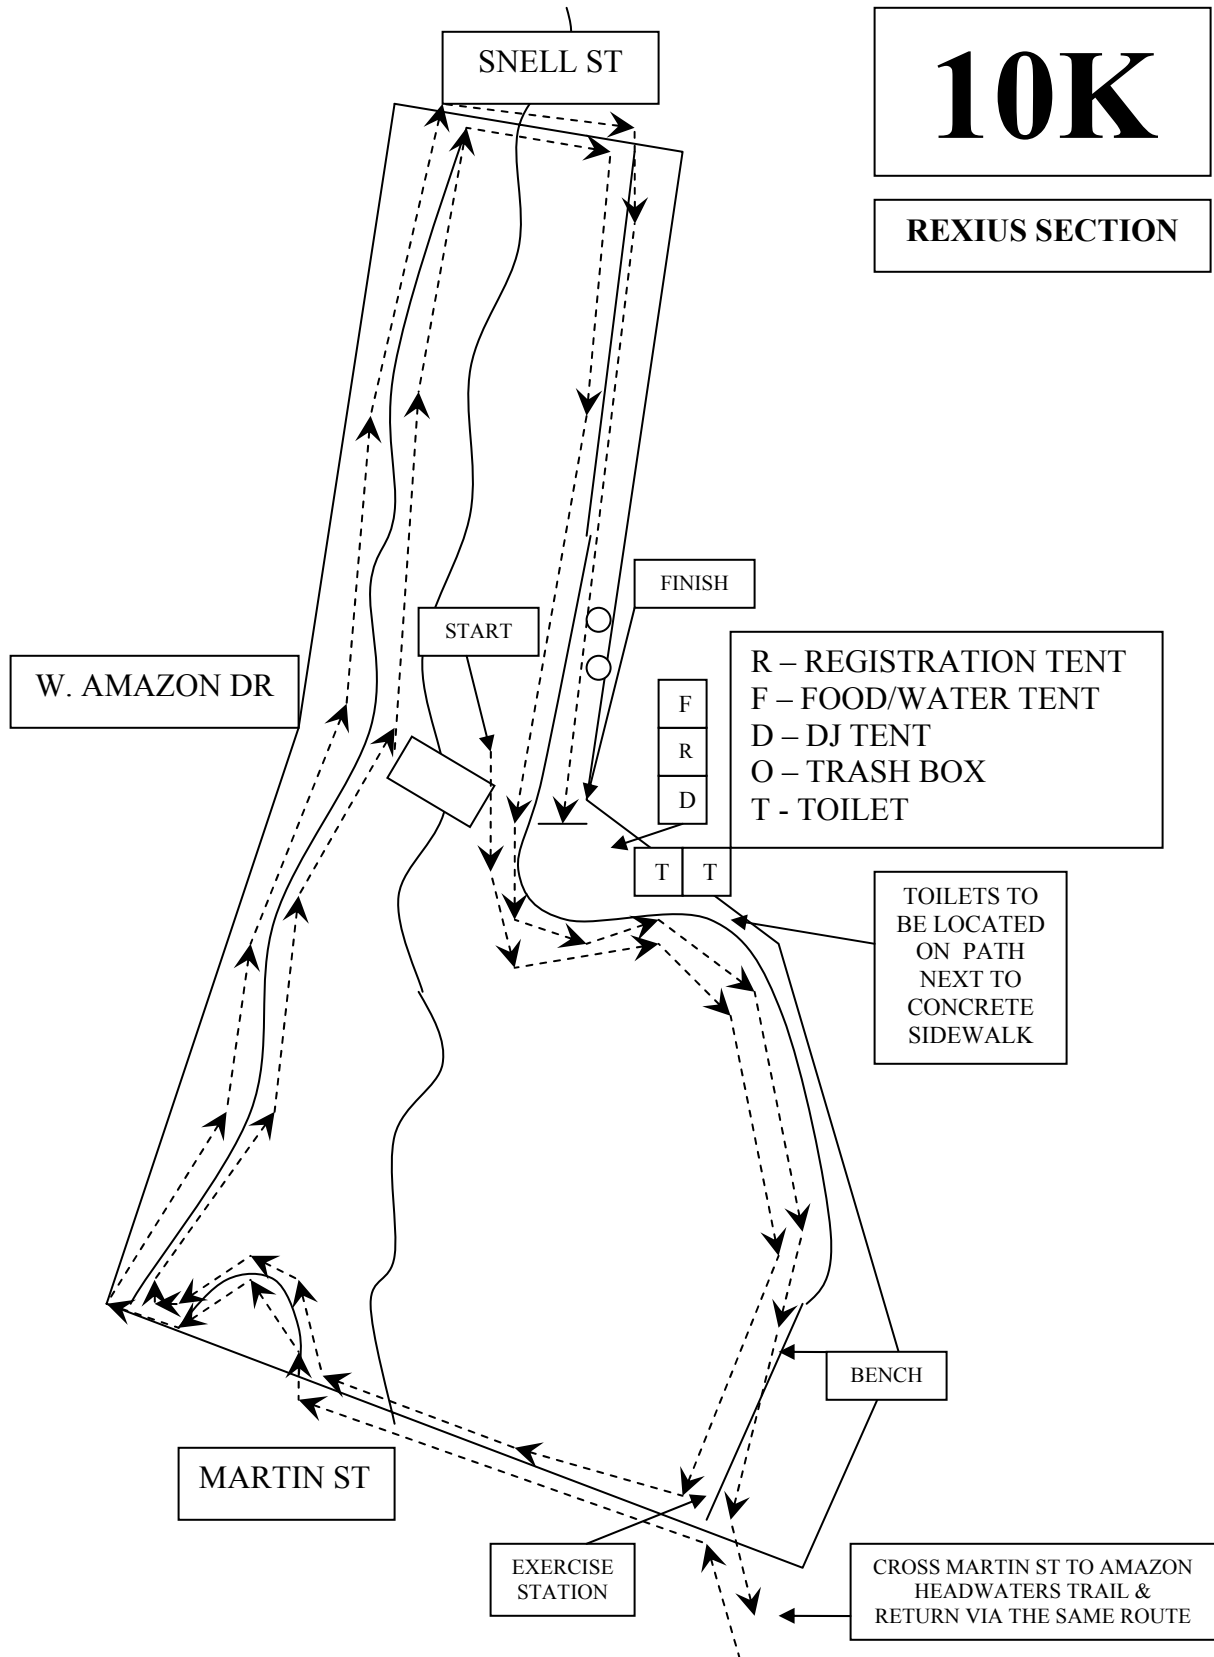 SNELL ST
10K
REXIUS SECTION
FINISH
START
W. AMAZON DR
R – REGISTRATION TENT
F – FOOD/WATER TENT
D – DJ TENT
O – TRASH BOX
T - TOILET
F
R
D
T T
TOILETS TO
BE LOCATED
ON PATH
NEXT TO
CONCRETE
SIDEWALK
BENCH
MARTIN ST
EXERCISE
STATION
CROSS MARTIN ST TO AMAZON
HEADWATERS TRAIL &
RETURN VIA THE SAME ROUTE